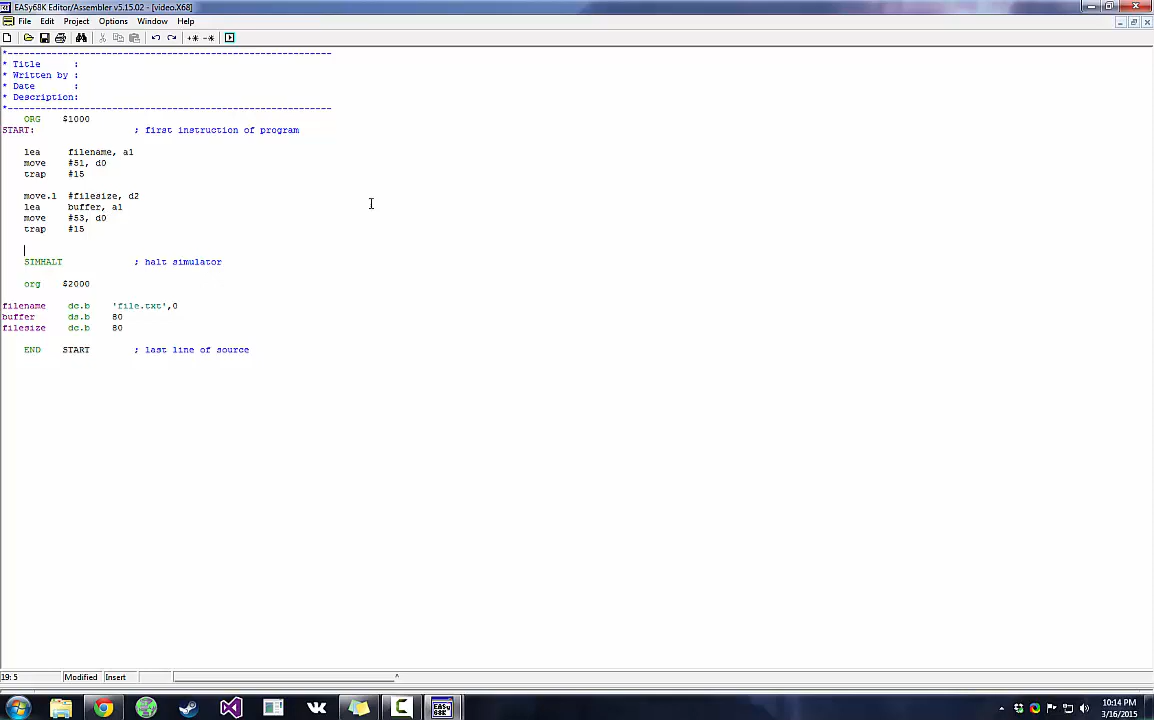 EASy68K Editor/Assembler v5.15.02 - [video.X68]
File Edit Project Options Window Help
*-----------------------------------------------------------
* Title      :
* Written by :
* Date       :
* Description:
*-----------------------------------------------------------
ORG $1000
START: ; first instruction of program
lea filename, a1
move #51, d0
trap #15
move.l #filesize, d2
lea buffer, a1
move #53, d0
trap #15
SIMHALT ; halt simulator
org $2000
filename dc.b 'file.txt',0
buffer ds.b 80
filesize dc.b 80
END START ; last line of source
19: 5 Modified Insert
10:14 PM
3/16/2015